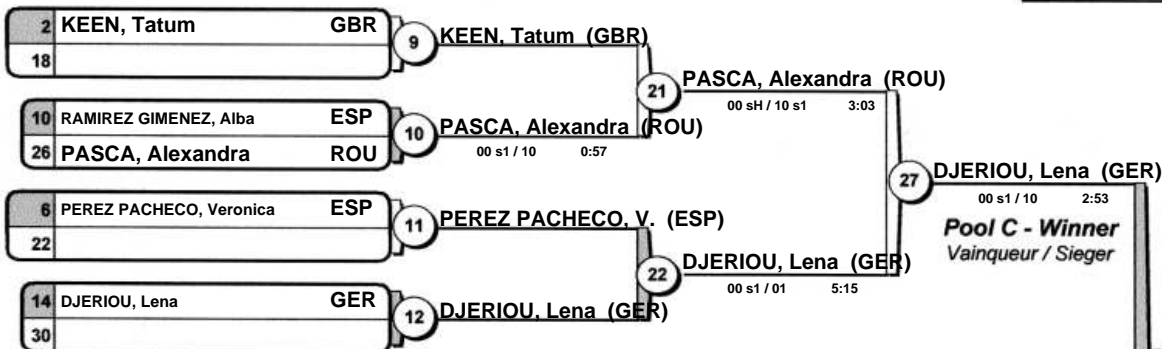 2 KEEN, Tatum GBR
18
9
KEEN, Tatum (GBR)
10 RAMIREZ GIMENEZ, Alba ESP
26 PASCA, Alexandra ROU
10
PASCA, Alexandra (ROU)
00 s1 / 10 0:57
21
PASCA, Alexandra (ROU)
00 sH / 10 s1 3:03
6 PEREZ PACHECO, Veronica ESP
22
11
PEREZ PACHECO, V. (ESP)
14 DJERIOU, Lena GER
30
12
DJERIOU, Lena (GER)
22
DJERIOU, Lena (GER)
00 s1 / 01 5:15
27
DJERIOU, Lena (GER)
00 s1 / 10 2:53
Pool C - Winner
Vainqueur / Sieger